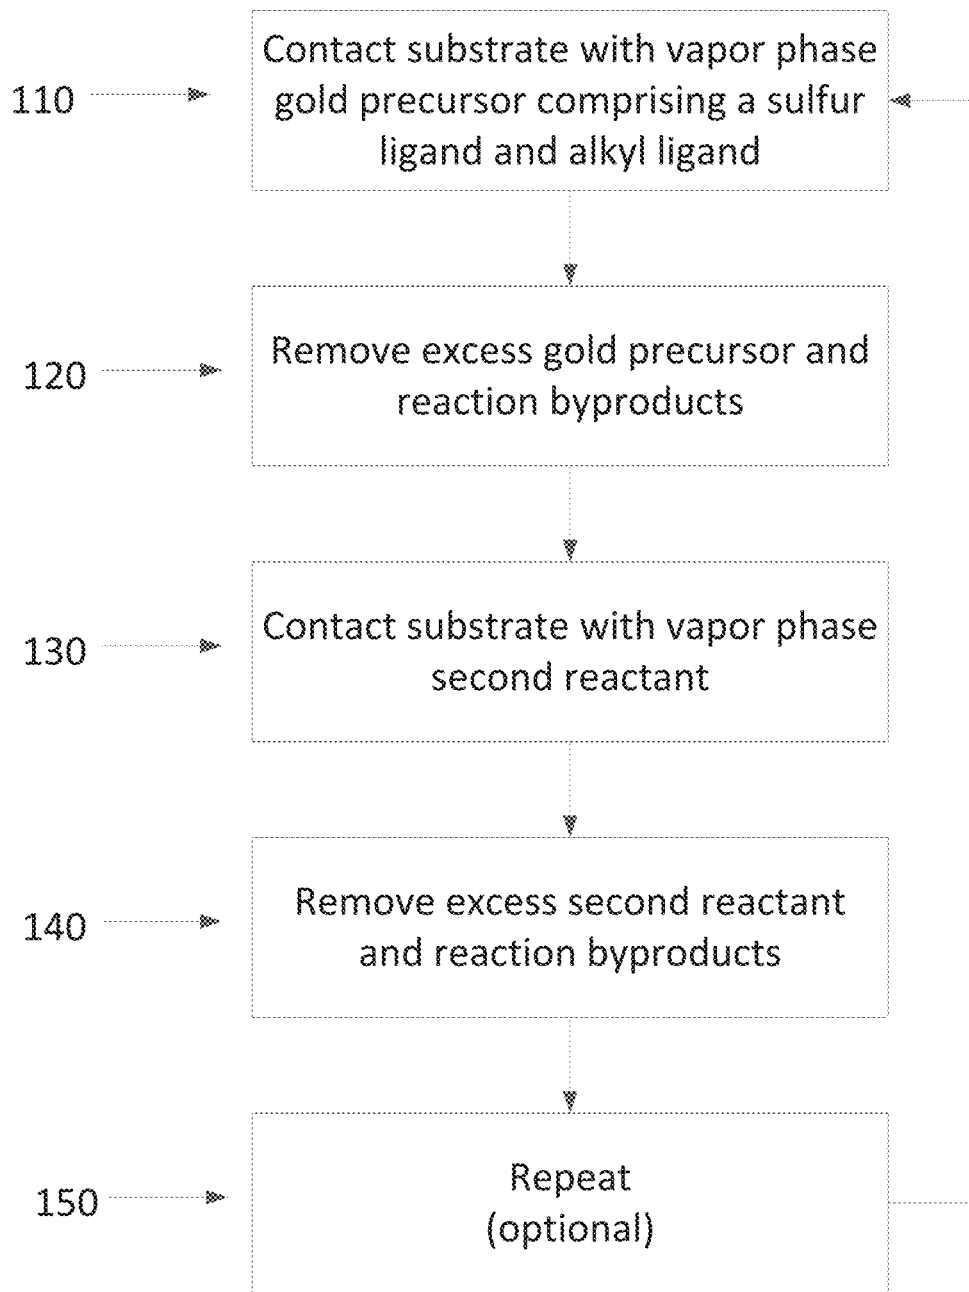 110
Contact substrate with vapor phase
gold precursor comprising a sulfur
ligand and alkyl ligand
120
Remove excess gold precursor and
reaction byproducts
130
Contact substrate with vapor phase
second reactant
140
Remove excess second reactant
and reaction byproducts
150
Repeat
(optional)